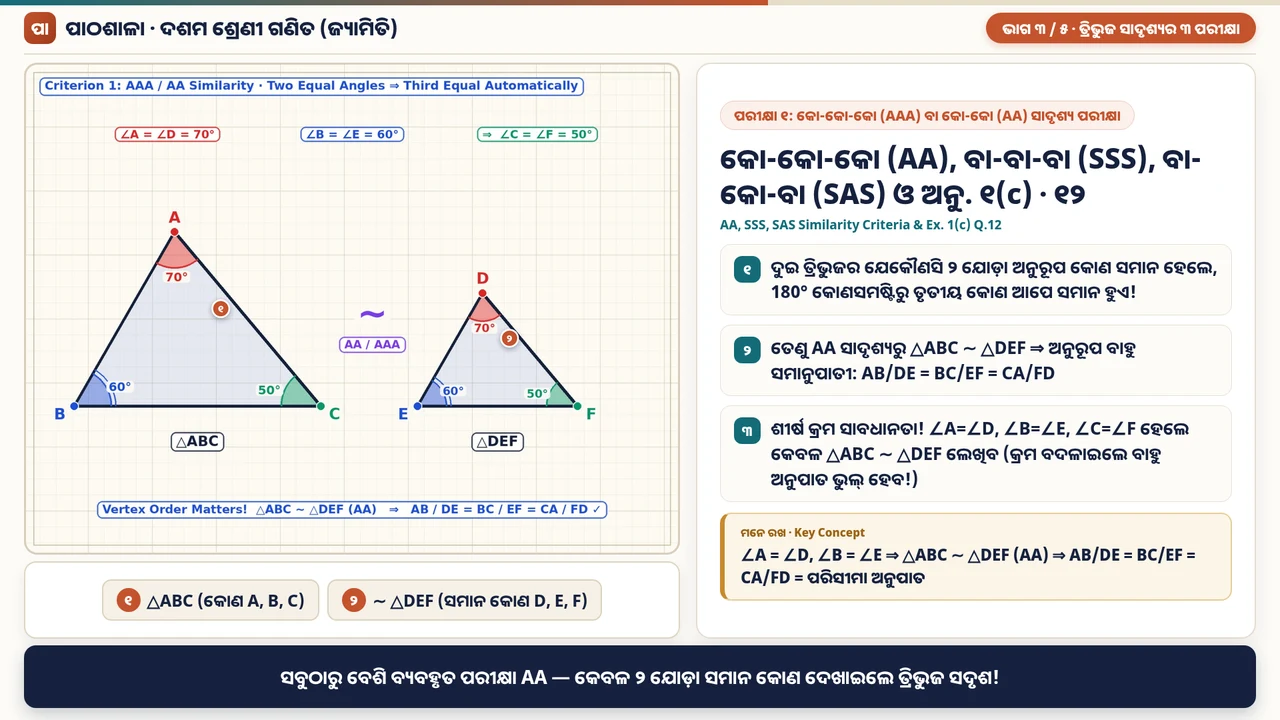 ପା
ପାଠଶାଳା · ଦଶମ ଶ୍ରେଣୀ ଗଣିତ (ଜ୍ୟାମିତି)
ଭାଗ ୩ / ୫ · ତ୍ରିଭୁଜ ସାଦୃଶ୍ୟର ୩ ପରୀକ୍ଷା
Criterion 1: AAA / AA Similarity · Two Equal Angles ⇒ Third Equal Automatically
∠A = ∠D = 70°
∠B = ∠E = 60°
⇒ ∠C = ∠F = 50°
A
70°
୧
60°
50°
B
C
△ABC
~
AA / AAA
D
70°
୨
60°
50°
E
F
△DEF
Vertex Order Matters! △ABC ~ △DEF (AA) ⇒ AB / DE = BC / EF = CA / FD ✓
୧ △ABC (କୋଣ A, B, C)
୨ ~ △DEF (ସମାନ କୋଣ D, E, F)
ପରୀକ୍ଷା ୧: କୋ-କୋ-କୋ (AAA) ବା କୋ-କୋ (AA) ସାଦୃଶ୍ୟ ପରୀକ୍ଷା
କୋ-କୋ-କୋ (AA), ବା-ବା-ବା (SSS), ବା-
କୋ-ବା (SAS) ଓ ଅନୁ. ୧(c) · ୧୨
AA, SSS, SAS Similarity Criteria & Ex. 1(c) Q.12
୧ ଦୁଇ ତ୍ରିଭୁଜର ଯେକୌଣସି ୨ ଯୋଡ଼ା ଅନୁରୂପ କୋଣ ସମାନ ହେଲେ,
180° କୋଣସମଷ୍ଟିରୁ ତୃତୀୟ କୋଣ ଆପେ ସମାନ ହୁଏ!
୨ ତେଣୁ AA ସାଦୃଶ୍ୟରୁ △ABC ~ △DEF ⇒ ଅନୁରୂପ ବାହୁ
ସମାନୁପାତୀ: AB/DE = BC/EF = CA/FD
୩ ଶୀର୍ଷ କ୍ରମ ସାବଧାନତା! ∠A=∠D, ∠B=∠E, ∠C=∠F ହେଲେ
କେବଳ △ABC ~ △DEF ଲେଖିବ (କ୍ରମ ବଦଳାଇଲେ ବାହୁ
ଅନୁପାତ ଭୁଲ୍ ହେବ!)
ମନେ ରଖ · Key Concept
∠A = ∠D, ∠B = ∠E ⇒ △ABC ~ △DEF (AA) ⇒ AB/DE = BC/EF =
CA/FD = ପରିସୀମା ଅନୁପାତ
ସବୁଠାରୁ ବେଶି ବ୍ୟବହୃତ ପରୀକ୍ଷା AA — କେବଳ ୨ ଯୋଡ଼ା ସମାନ କୋଣ ଦେଖାଇଲେ ତ୍ରିଭୁଜ ସଦୃଶ!